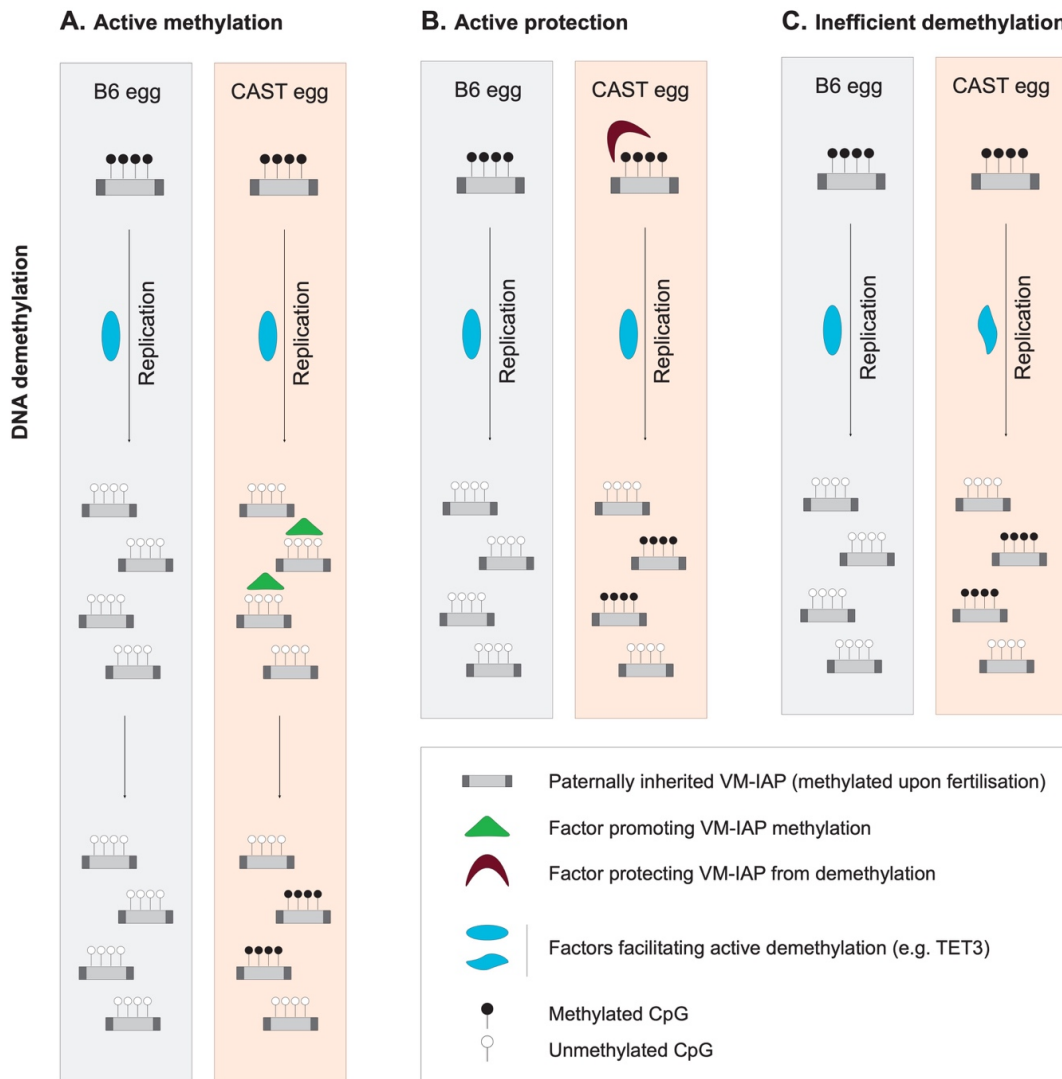 A. Active methylation
B. Active protection
C. Inefficient demethylation
B6 egg
CAST egg
B6 egg
CAST egg
B6 egg
CAST egg
DNA demethylation
Replication
Replication
Replication
Replication
Replication
Replication
Paternally inherited VM-IAP (methylated upon fertilisation)
Factor promoting VM-IAP methylation
Factor protecting VM-IAP from demethylation
Factors facilitating active demethylation (e.g. TET3)
Methylated CpG
Unmethylated CpG